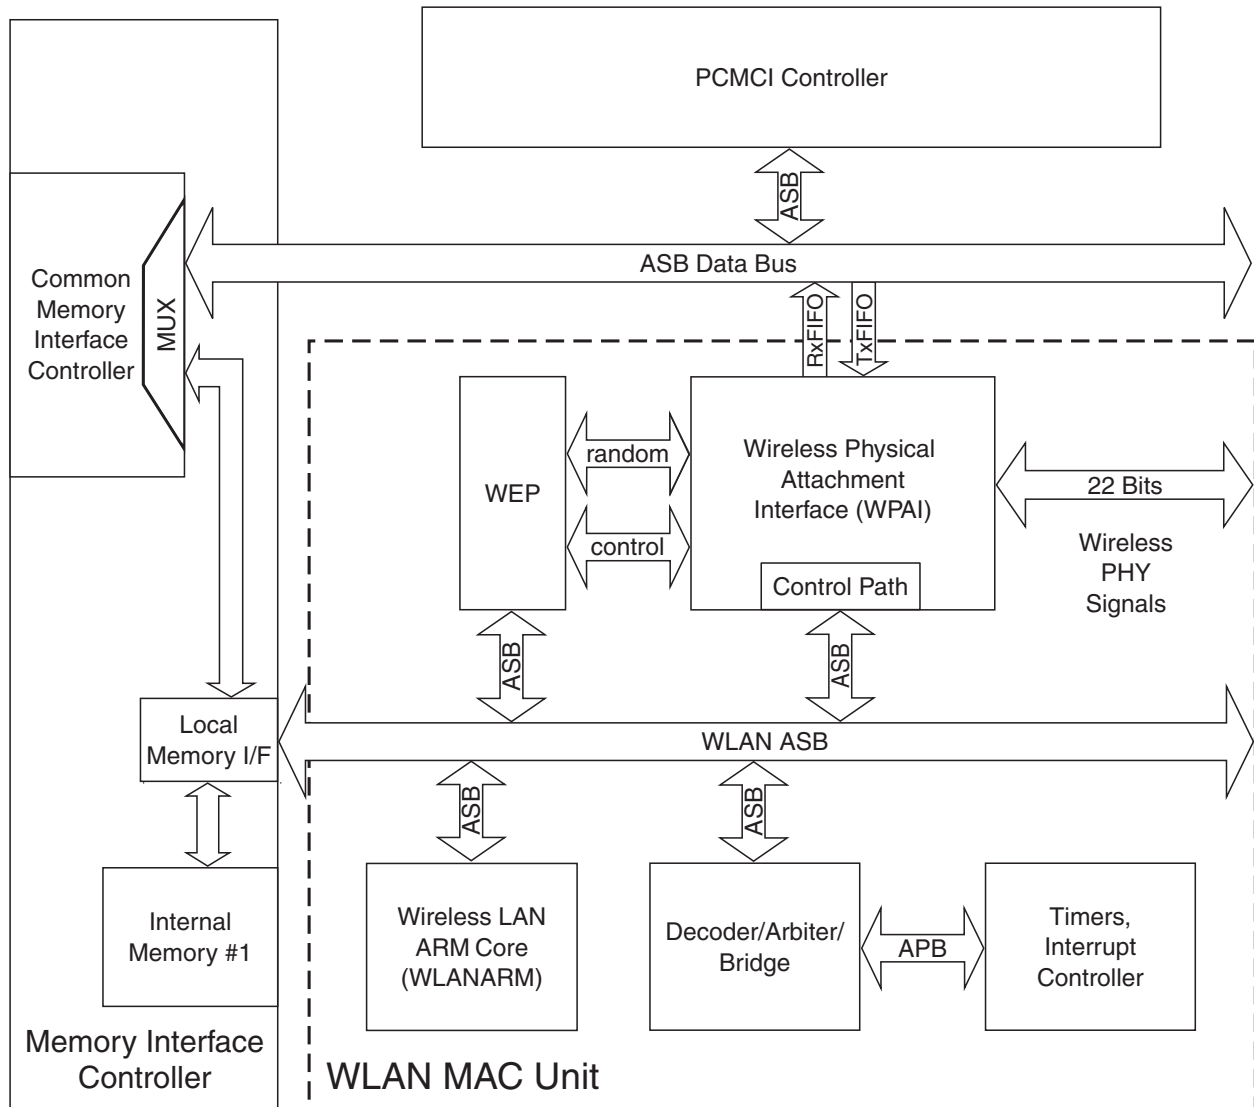 PCMCI Controller
ASB
ASB Data Bus
Common
Memory
Interface
Controller
MUX
RxFIFO
TxFIFO
WEP
random
control
Wireless Physical
Attachment
Interface (WPAI)
Control Path
22 Bits
Wireless
PHY
Signals
ASB
ASB
Local
Memory I/F
WLAN ASB
ASB
ASB
Internal
Memory #1
Wireless LAN
ARM Core
(WLANARM)
Decoder/Arbiter/
Bridge
APB
Timers,
Interrupt
Controller
Memory Interface
Controller
WLAN MAC Unit